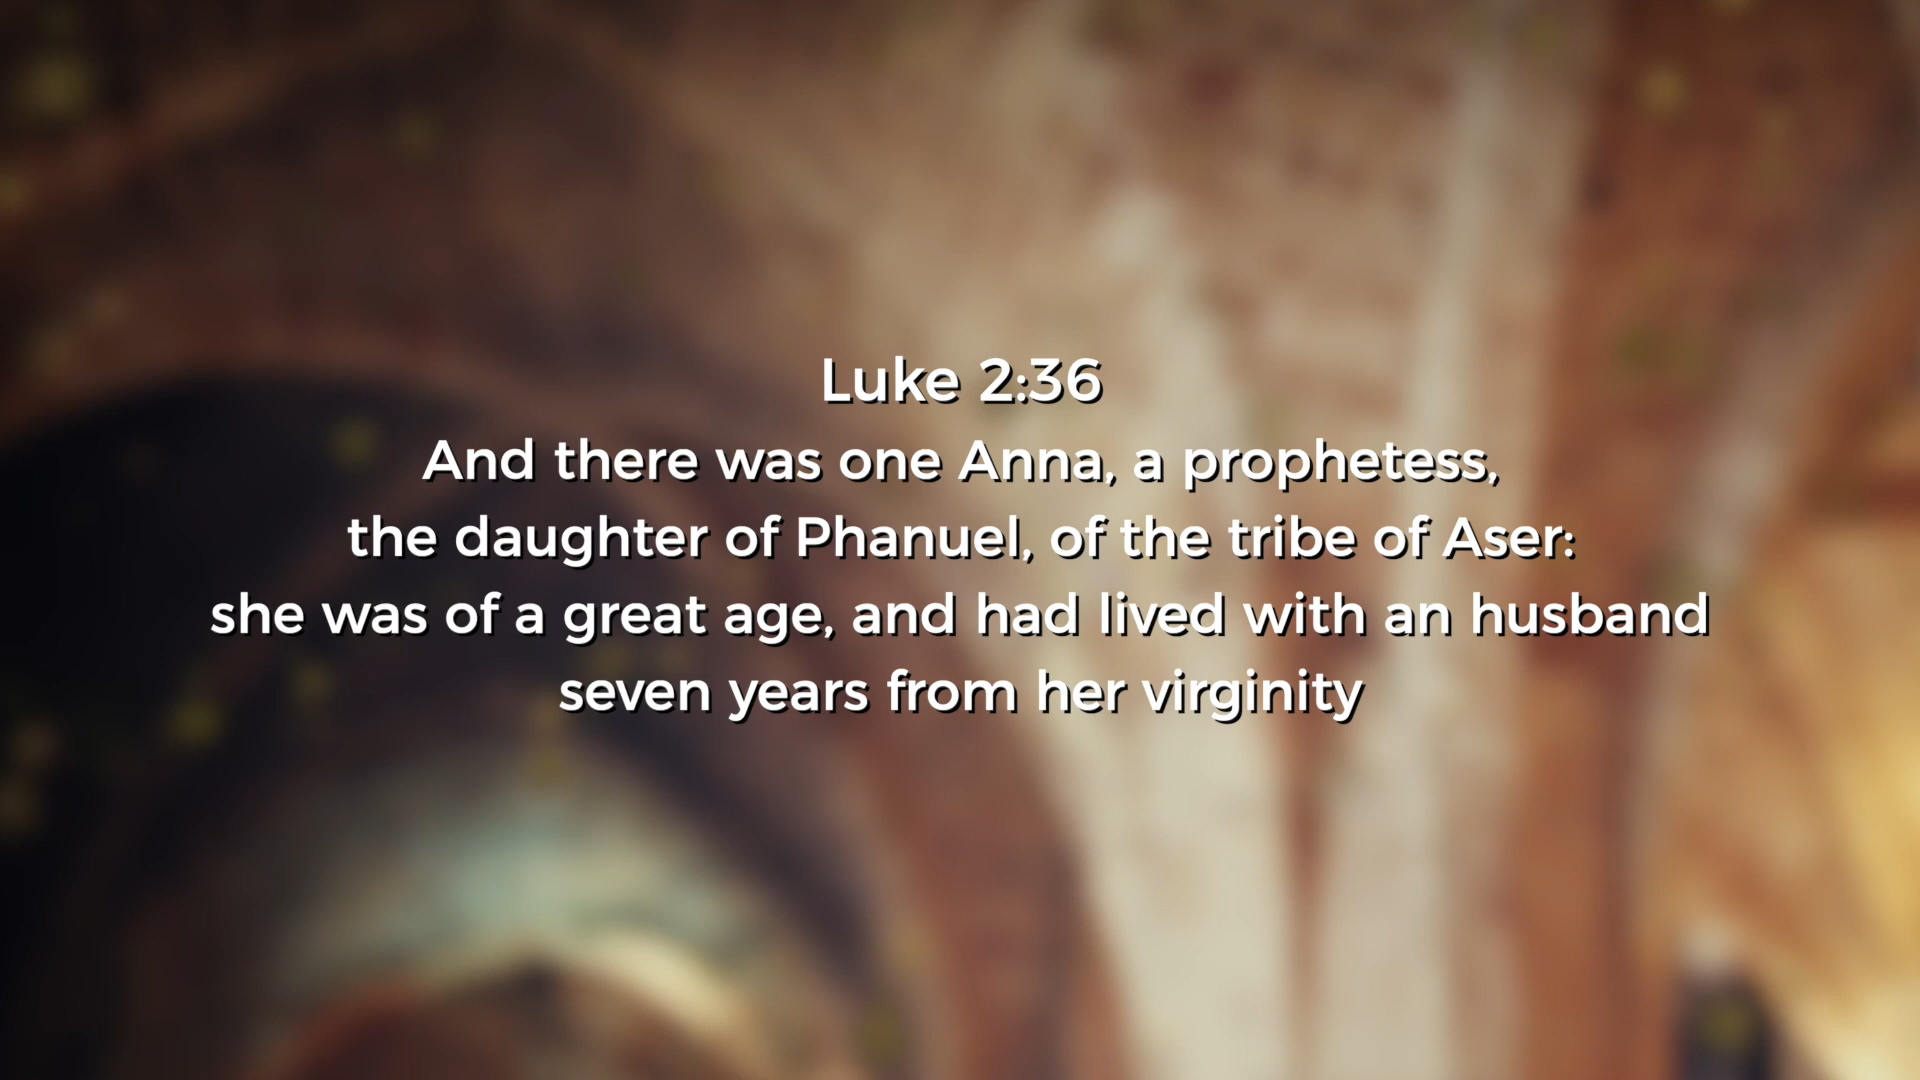 Luke 2:36
And there was one Anna, a prophetess,
the daughter of Phanuel, of the tribe of Aser:
she was of a great age, and had lived with an husband
seven years from her virginity